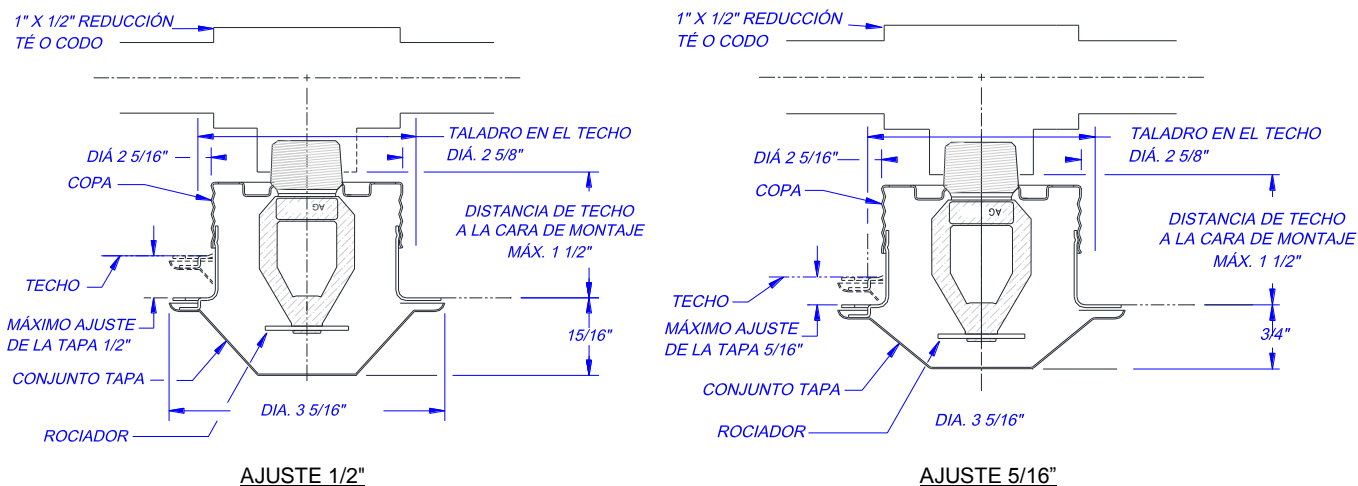 1" X 1/2" REDUCCIÓN
TÉ O CODO
TALADRO EN EL TECHO
DIÁ. 2 5/8"
DIÁ 2 5/16"
COPA
AG
DISTANCIA DE TECHO
A LA CARA DE MONTAJE
MÁX. 1 1/2"
TECHO
MÁXIMO AJUSTE
DE LA TAPA 1/2"
15/16"
CONJUNTO TAPA
DIA. 3 5/16"
ROCIADOR
AJUSTE 1/2"
1" X 1/2" REDUCCIÓN
TÉ O CODO
TALADRO EN EL TECHO
DIÁ. 2 5/8"
DIÁ 2 5/16"
COPA
AG
DISTANCIA DE TECHO
A LA CARA DE MONTAJE
MÁX. 1 1/2"
TECHO
MÁXIMO AJUSTE
DE LA TAPA 5/16"
3/4"
CONJUNTO TAPA
DIA. 3 5/16"
ROCIADOR
AJUSTE 5/16”